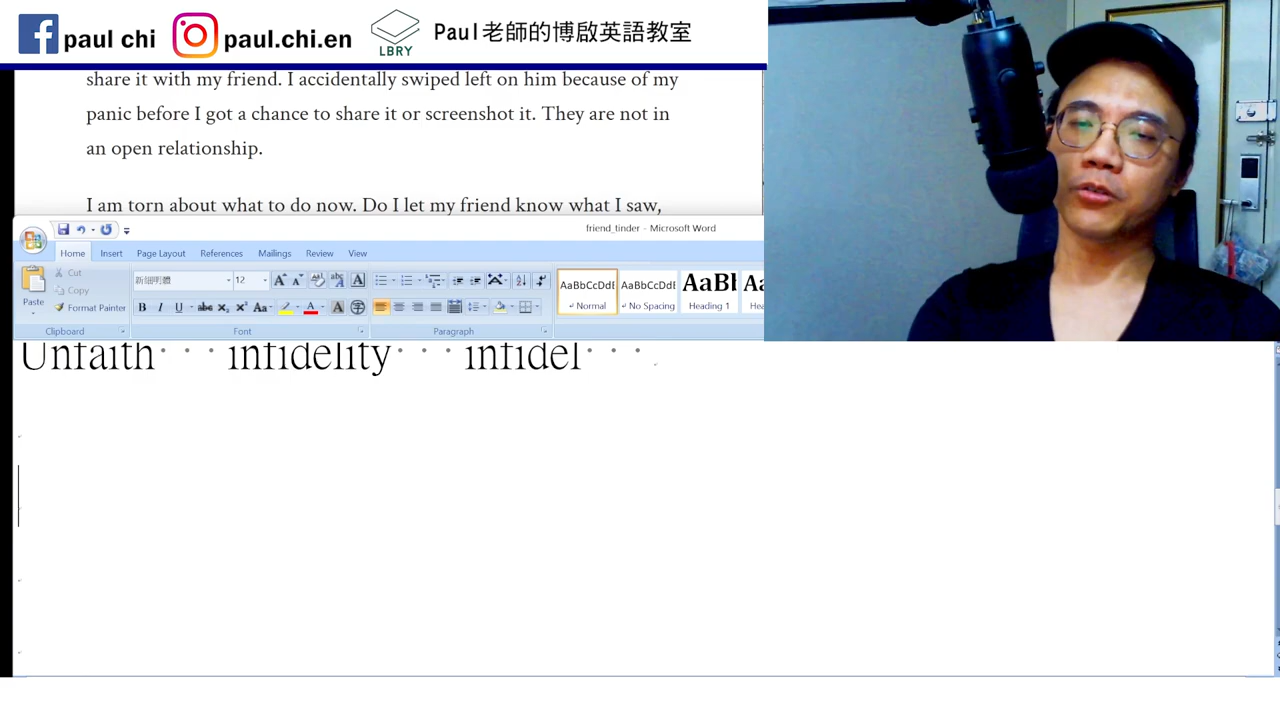 paul chi
paul.chi.en
LBRY
Paul老師的博啟英語教室
share it with my friend. I accidentally swiped left on him because of my
panic before I got a chance to share it or screenshot it. They are not in
an open relationship.
I am torn about what to do now. Do I let my friend know what I saw,
friend_tinder - Microsoft Word
Home Insert Page Layout References Mailings Review View
Paste
Cut
Copy
Format Painter
Clipboard
新細明體 12
Font
Paragraph
AaBbCcDdE AaBbCcDdE AaBb Aa
Normal No Spacing Heading 1 Hea
Unfaith infidelity infidel